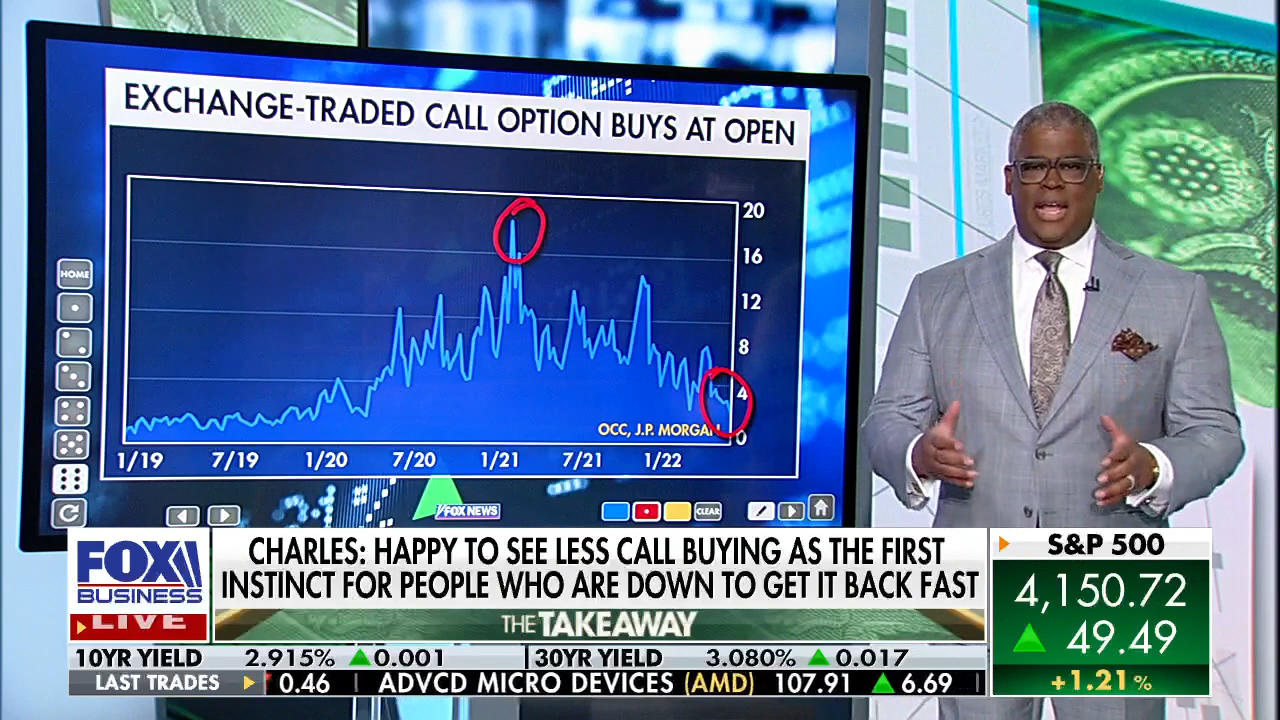 EXCHANGE-TRADED CALL OPTION BUYS AT OPEN
20
16
12
8
4
0
OCC, J.P. MORGAN
1/19 7/19 1/20 7/20 1/21 7/21 1/22
HOME
FOX NEWS
CLEAR
CHARLES: HAPPY TO SEE LESS CALL BUYING AS THE FIRST
INSTINCT FOR PEOPLE WHO ARE DOWN TO GET IT BACK FAST
THE TAKEAWAY
FOX
BUSINESS
LIVE
S&P 500
4,150.72
49.49
+1.21%
10YR YIELD 2.915% 0.001 30YR YIELD 3.080% 0.017
LAST TRADES 0.46 ADVCD MICRO DEVICES (AMD) 107.91 6.69